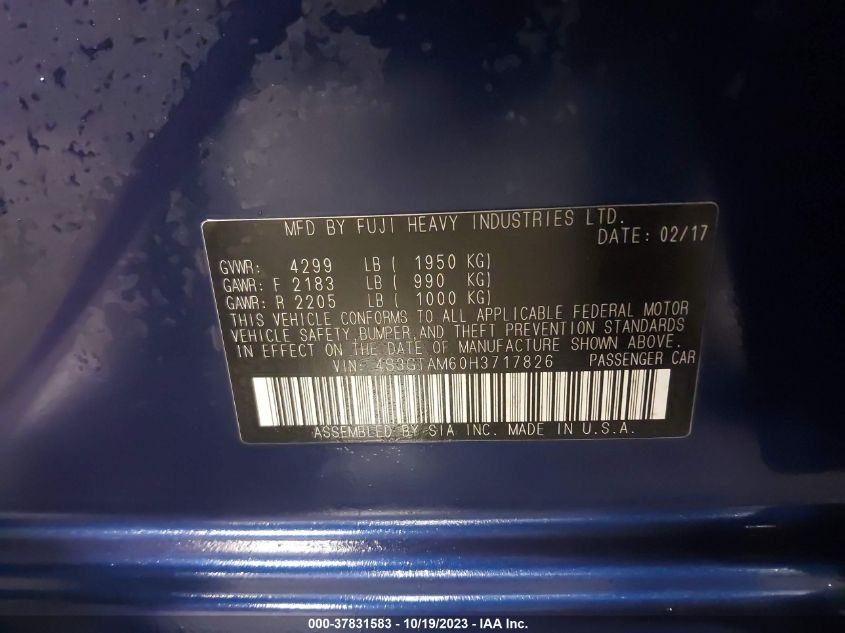 MFD BY FUJI HEAVY INDUSTRIES LTD.
DATE: 02/17
GVWR: 4299 LB ( 1950 KG)
GAWR: F 2183 LB ( 990 KG)
GAWR: R 2205 LB ( 1000 KG)
THIS VEHICLE CONFORMS TO ALL APPLICABLE FEDERAL MOTOR
VEHICLE SAFETY,BUMPER,AND THEFT PREVENTION STANDARDS
IN EFFECT ON THE DATE OF MANUFACTURE SHOWN ABOVE.
VIN: 4S3GTAM60H3717826 PASSENGER CAR
ASSEMBLED BY SIA INC. MADE IN U.S.A.
000-37831583 - 10/19/2023 - IAA Inc.